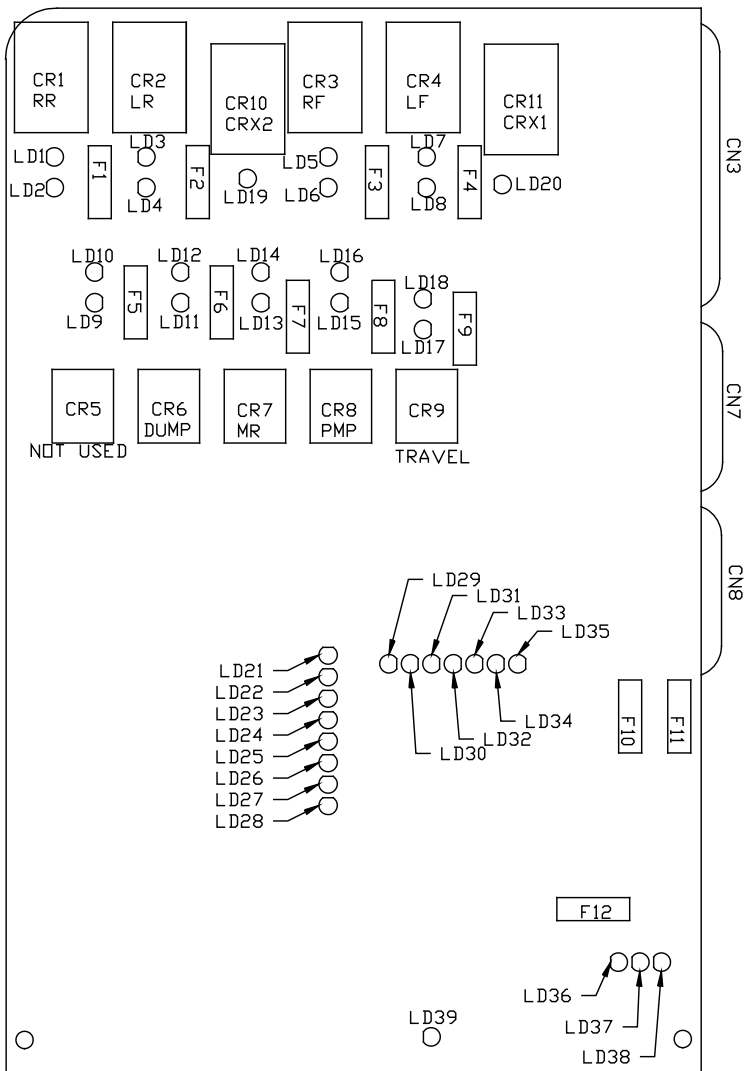 CR1
RR
CR2
LR
CR10
CRX2
CR3
RF
CR4
LF
CR11
CRX1
CN3
LD1
LD2
F1
LD3
LD4
F2
LD19
LD5
LD6
F3
LD7
LD8
F4
LD20
LD10
LD9
F5
LD12
LD11
F6
LD14
LD13
F7
LD16
LD15
F8
LD18
LD17
F9
CN7
CR5
NOT USED
CR6
DUMP
CR7
MR
CR8
PMP
CR9
TRAVEL
CN8
LD29
LD31
LD33
LD35
LD21
LD22
LD23
LD24
LD25
LD26
LD27
LD28
LD34
LD32
LD30
F10
F11
F12
LD36
LD37
LD38
LD39